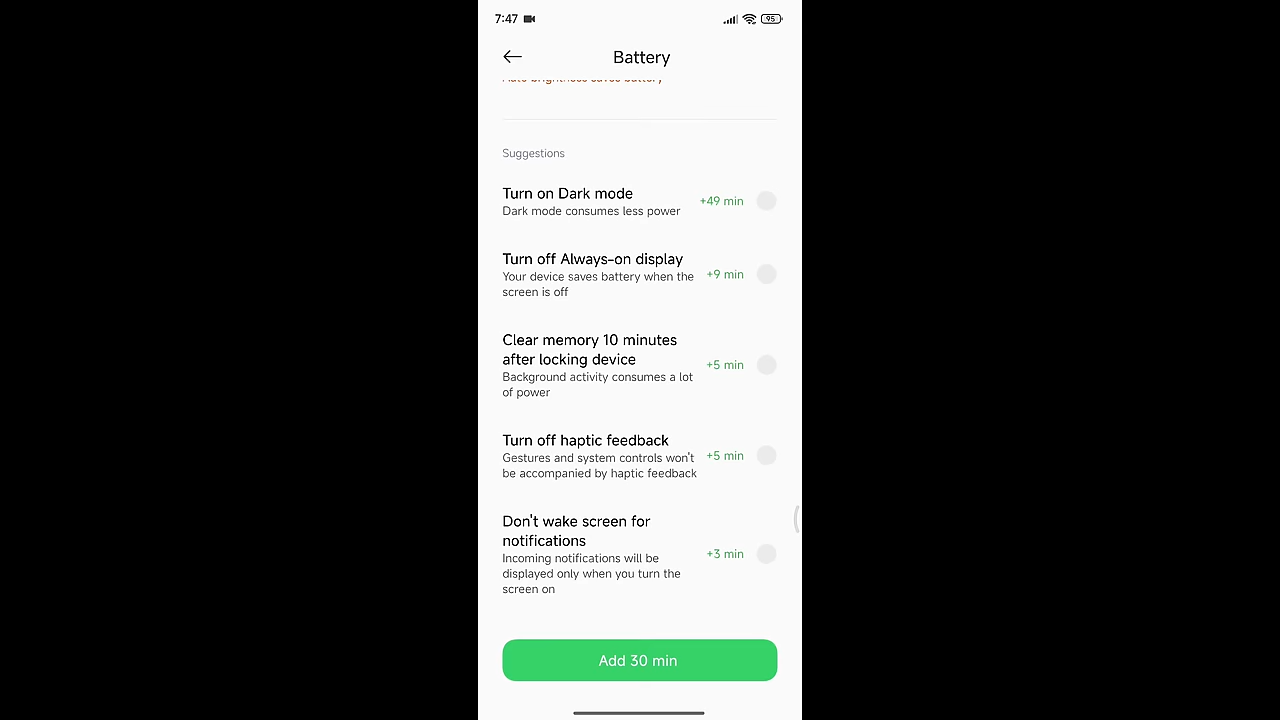 7:47
95
Battery
Auto brightness saves battery
Suggestions
Turn on Dark mode
Dark mode consumes less power
+49 min
Turn off Always-on display
Your device saves battery when the
screen is off
+9 min
Clear memory 10 minutes
after locking device
Background activity consumes a lot
of power
+5 min
Turn off haptic feedback
Gestures and system controls won't
be accompanied by haptic feedback
+5 min
Don't wake screen for
notifications
Incoming notifications will be
displayed only when you turn the
screen on
+3 min
Add 30 min